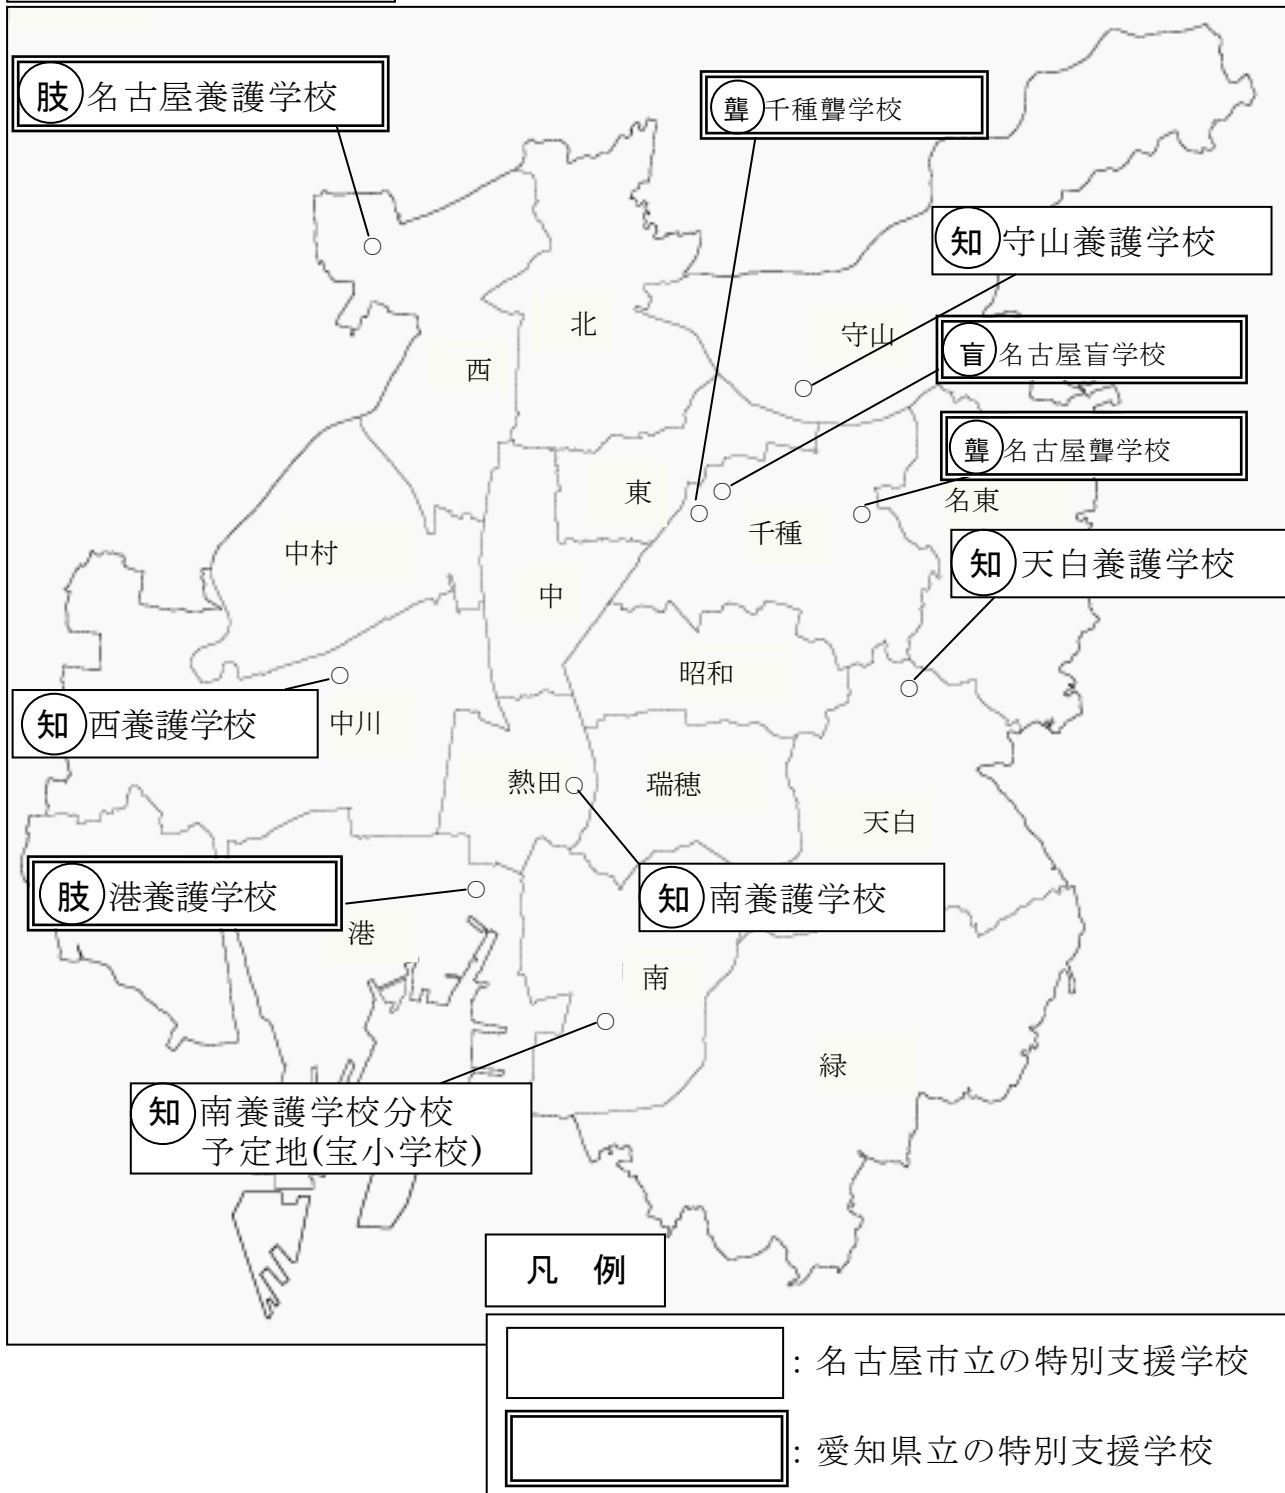 肢 名古屋養護学校
聾 千種聾学校
知 守山養護学校
北
守山
盲 名古屋盲学校
西
聾 名古屋聾学校
東
名東
千種
中村
知 天白養護学校
中
昭和
知 西養護学校
中川
熱田
瑞穂
天白
肢 港養護学校
知 南養護学校
港
南
緑
知 南養護学校分校
予定地(宝小学校)
凡 例
: 名古屋市立の特別支援学校
: 愛知県立の特別支援学校